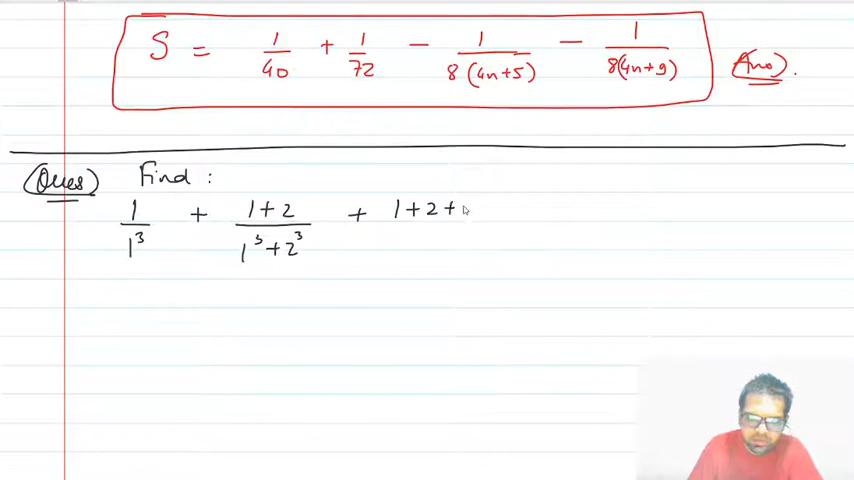 S = 1/40 + 1/72 - 1/8(4n+5) - 1/8(4n+9) Ans.
Ques Find :
1/1³ + 1+2/1³+2³ + 1+2+